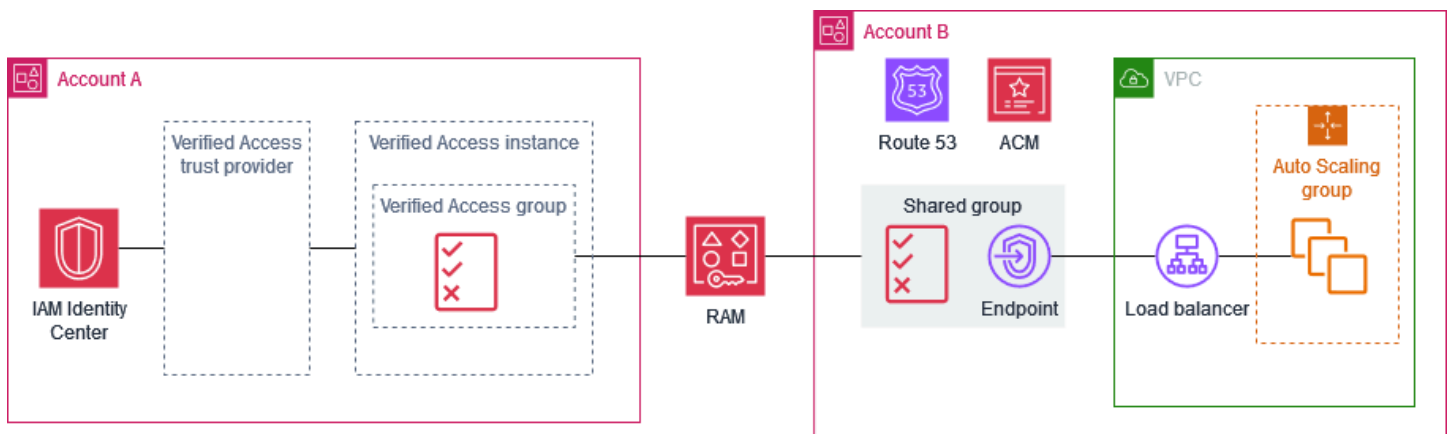 Account A
Verified Access
trust provider
Verified Access instance
Verified Access group
IAM Identity
Center
RAM
Account B
53
Route 53
ACM
Shared group
Endpoint
VPC
Auto Scaling
group
Load balancer